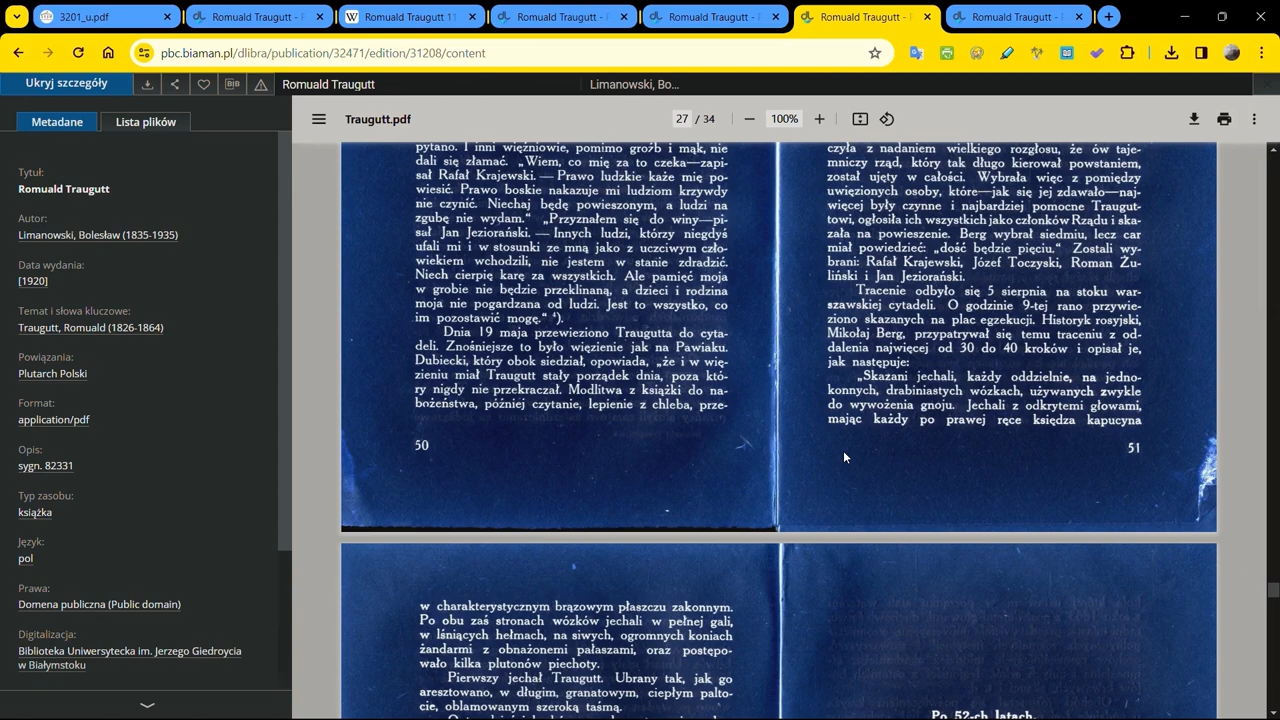 3201_u.pdf
Romuald Traugutt - P
Romuald Traugutt 11
Romuald Traugutt - P
Romuald Traugutt - P
Romuald Traugutt - P
Romuald Traugutt - P
pbc.biaman.pl/dlibra/publication/32471/edition/31208/content
Ukryj szczegóły
BIB
Romuald Traugutt
Limanowski, Bo...
Metadane
Lista plików
Tytuł:
Romuald Traugutt
Autor:
Limanowski, Bolesław (1835-1935)
Data wydania:
[1920]
Temat i słowa kluczowe:
Traugutt, Romuald (1826-1864)
Powiązania:
Plutarch Polski
Format:
application/pdf
Opis:
sygn. 82331
Typ zasobu:
książka
Język:
pol
Prawa:
Domena publiczna (Public domain)
Digitalizacja:
Biblioteka Uniwersytecka im. Jerzego Giedroycia
w Białymstoku
Traugutt.pdf
27 / 34
100%
pytano. I inni więźniowie, pomimo gróźb i mąk, nie
dali się złamać. „Wiem, co mię za to czeka—zapi-
sał Rafał Krajewski. — Prawo ludzkie każe mię po-
wiesić. Prawo boskie nakazuje mi ludziom krzywdy
nie czynić. Niechaj będę powieszonym, a ludzi na
zgubę nie wydam." „Przyznałem się do winy—pi-
sał Jan Jeziorański. — Innych ludzi, którzy niegdyś
ufali mi i w stosunki ze mną jako z uczciwym czło-
wiekiem wchodzili, nie jestem w stanie zdradzić.
Niech cierpię karę za wszystkich. Ale pamięć moja
w grobie nie będzie przeklinaną, a dzieci i rodzina
moja nie pogardzana od ludzi. Jest to wszystko, co
im pozostawić mogę." ⁴).
Dnia 19 maja przewieziono Traugutta do cyta-
deli. Znośniejsze to było więzienie jak na Pawiaku.
Dubiecki, który obok siedział, opowiada, „że i w wię-
zieniu miał Traugutt stały porządek dnia, poza któ-
ry nigdy nie przekraczał. Modlitwa z książki do na-
bożeństwa, później czytanie, lepienie z chleba, prze-
50
czyła z nadaniem wielkiego rozgłosu, że ów taje-
mniczy rząd, który tak długo kierował powstaniem,
został ujęty w całości. Wybrała więc z pomiędzy
uwięzionych osoby, które—jak się jej zdawało—naj-
więcej były czynne i najbardziej pomocne Traugut-
towi, ogłosiła ich wszystkich jako członków Rządu i ska-
zała na powieszenie. Berg wybrał siedmiu, lecz car
miał powiedzieć: „dość będzie pięciu." Zostali wy-
brani: Rafał Krajewski, Józef Toczyski, Roman Żu-
liński i Jan Jeziorański.
Tracenie odbyło się 5 sierpnia na stoku war-
szawskiej cytadeli. O godzinie 9-tej rano przywie-
ziono skazanych na plac egzekucji. Historyk rosyjski,
Mikołaj Berg, przypatrywał się temu traceniu z od-
dalenia najwięcej od 30 do 40 kroków i opisał je,
jak następuje:
„Skazani jechali, każdy oddzielnie, na jedno-
konnych, drabiniastych wózkach, używanych zwykle
do wywożenia gnoju. Jechali z odkrytemi głowami,
mając każdy po prawej ręce księdza kapucyna
51
w charakterystycznym brązowym płaszczu zakonnym.
Po obu zaś stronach wózków jechali w pełnej gali,
w lśniących hełmach, na siwych, ogromnych koniach
żandarmi z obnażonemi pałaszami, oraz postępo-
wało kilka plutonów piechoty.
Pierwszy jechał Traugutt. Ubrany tak, jak go
aresztowano, w długim, granatowym, ciepłym palto-
cie, oblamowanym szeroką taśmą.
Po 52-ch latach.